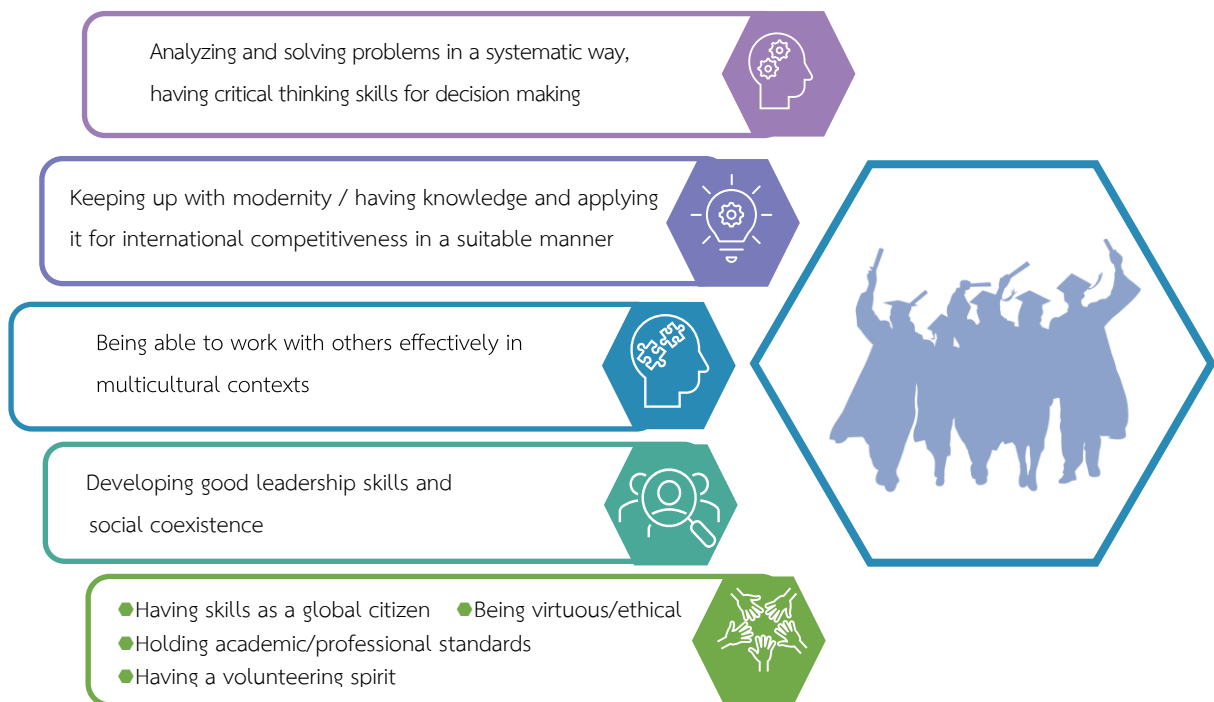 Analyzing and solving problems in a systematic way,
having critical thinking skills for decision making
Keeping up with modernity / having knowledge and applying
it for international competitiveness in a suitable manner
Being able to work with others effectively in
multicultural contexts
Developing good leadership skills and
social coexistence
Having skills as a global citizen Being virtuous/ethical
Holding academic/professional standards
Having a volunteering spirit